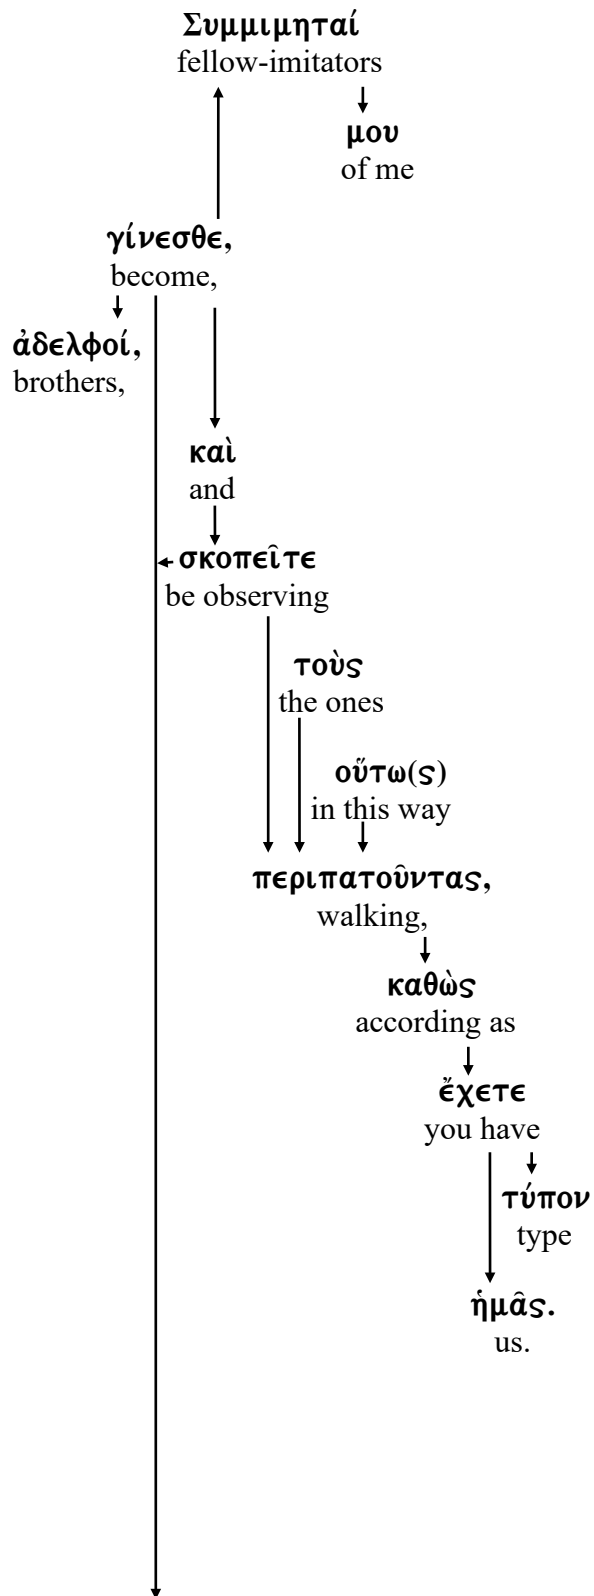 Συμμιμηταί
fellow-imitators
μου
of me
γίνεσθε,
become,
ἀδελφοί,
brothers,
καὶ
and
σκοπεῖτε
be observing
τοὺς
the ones
οὕτω(ς)
in this way
περιπατοῦντας,
walking,
καθὼς
according as
ἔχετε
you have
τύπον
type
ἡμᾶς.
us.